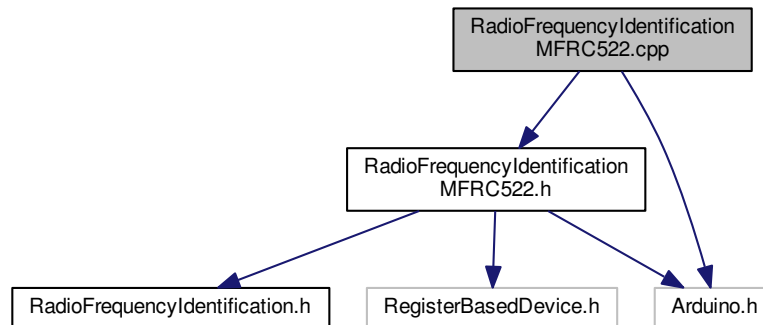 RadioFrequencyIdentification
MFRC522.cpp
RadioFrequencyIdentification
MFRC522.h
RadioFrequencyIdentification.h
RegisterBasedDevice.h
Arduino.h